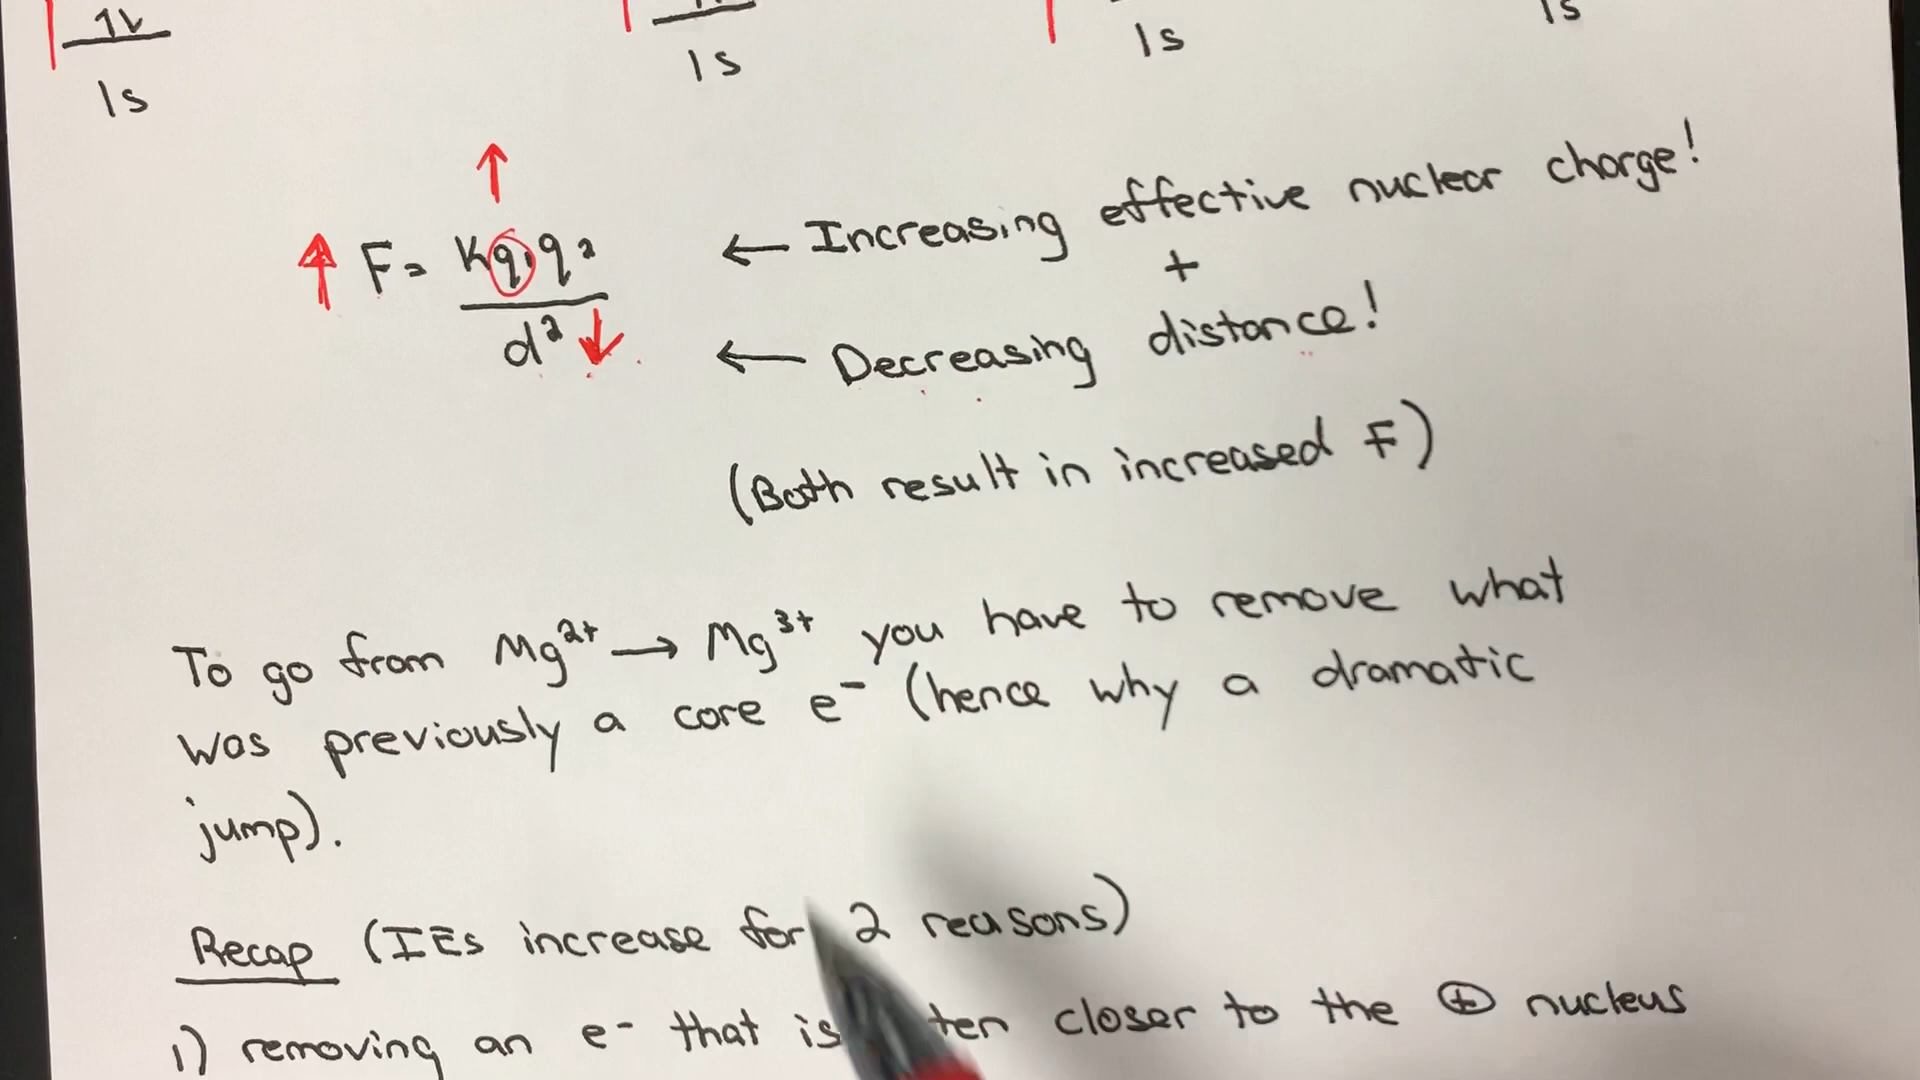 1s
1s
1s
1s
F = Kq₁q₂ ← Increasing effective nuclear charge!
+
d² ← Decreasing distance!
(Both result in increased F)
To go from Mg²⁺ → Mg³⁺ you have to remove what
was previously a core e⁻ (hence why a dramatic
jump).
Recap (IEs increase for 2 reasons)
1) removing an e⁻ that is closer to the ⊕ nucleus